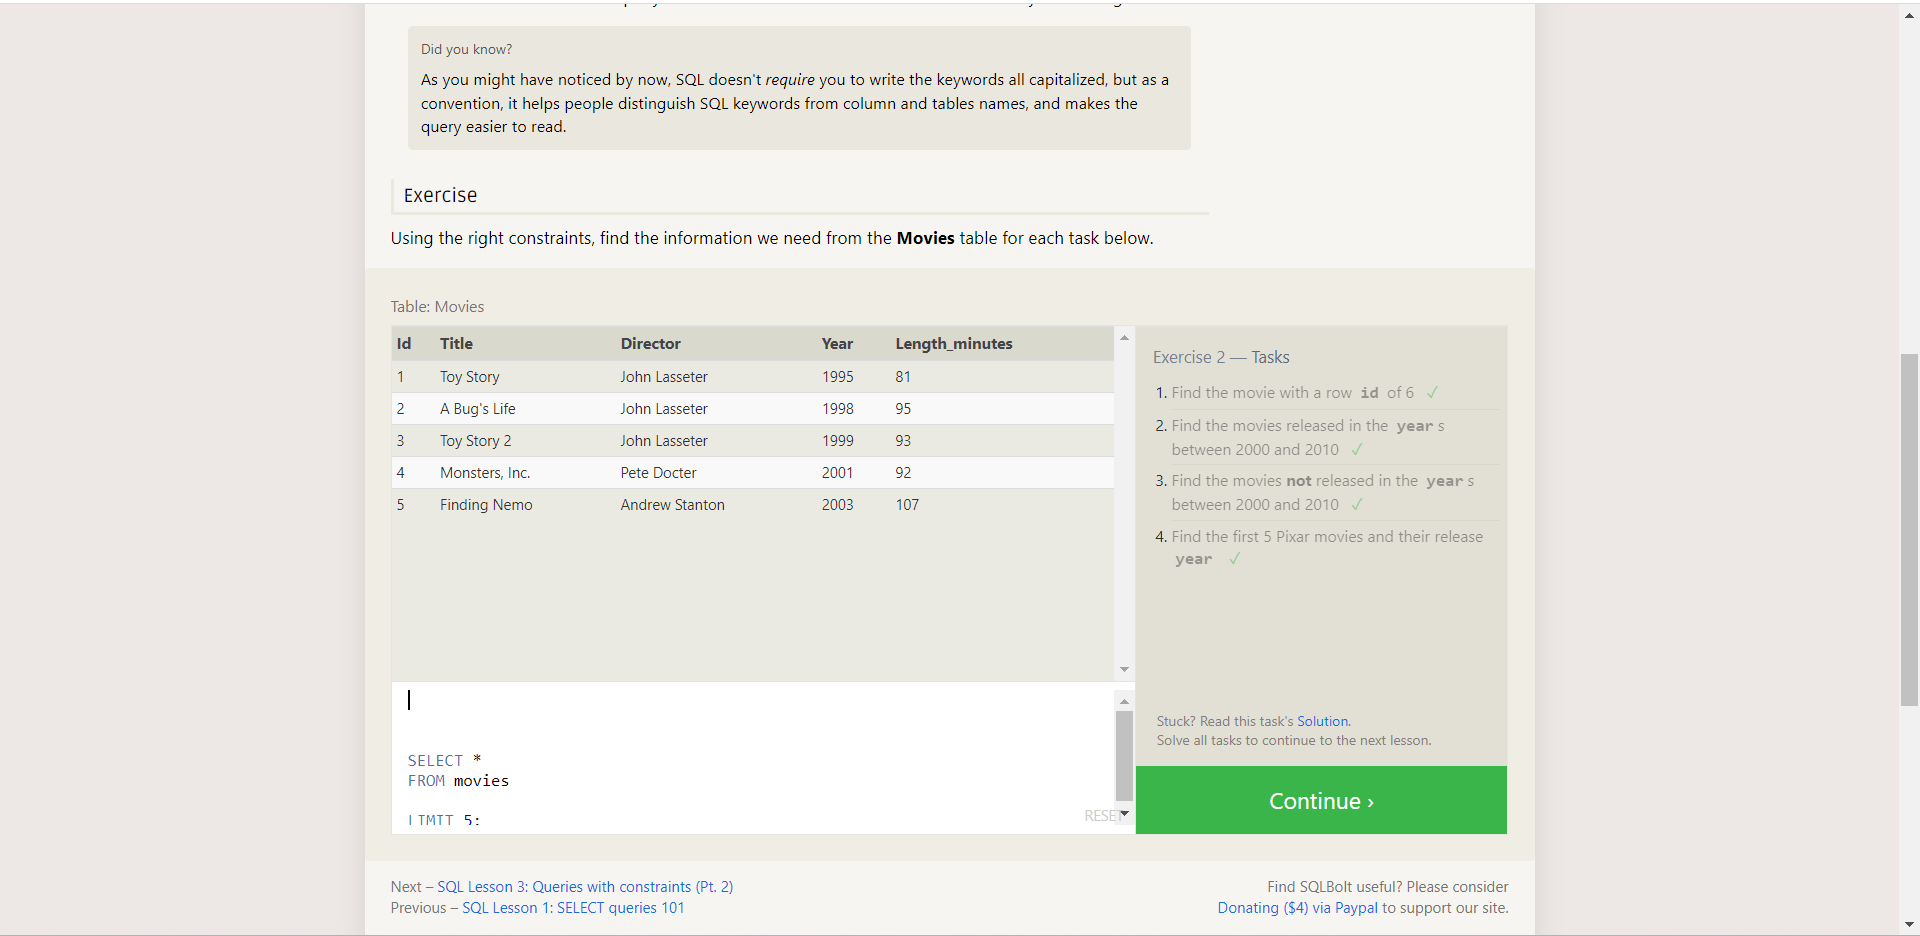 Did you know?
As you might have noticed by now, SQL doesn't require you to write the keywords all capitalized, but as a
convention, it helps people distinguish SQL keywords from column and tables names, and makes the
query easier to read.
Exercise
Using the right constraints, find the information we need from the Movies table for each task below.
Table: Movies
Id Title Director Year Length_minutes
1 Toy Story John Lasseter 1995 81
2 A Bug's Life John Lasseter 1998 95
3 Toy Story 2 John Lasseter 1999 93
4 Monsters, Inc. Pete Docter 2001 92
5 Finding Nemo Andrew Stanton 2003 107
SELECT *
FROM movies
LIMIT 5;
RESET
Exercise 2 — Tasks
1. Find the movie with a row id of 6 ✓
2. Find the movies released in the year s
between 2000 and 2010 ✓
3. Find the movies not released in the year s
between 2000 and 2010 ✓
4. Find the first 5 Pixar movies and their release
year ✓
Stuck? Read this task's Solution.
Solve all tasks to continue to the next lesson.
Continue ›
Next – SQL Lesson 3: Queries with constraints (Pt. 2)
Previous – SQL Lesson 1: SELECT queries 101
Find SQLBolt useful? Please consider
Donating ($4) via Paypal to support our site.